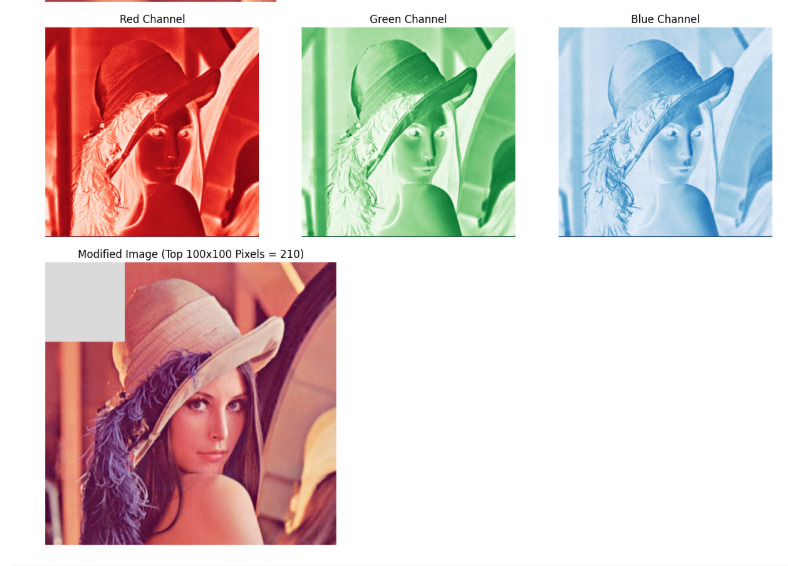 Red Channel
Green Channel
Blue Channel
Modified Image (Top 100x100 Pixels = 210)